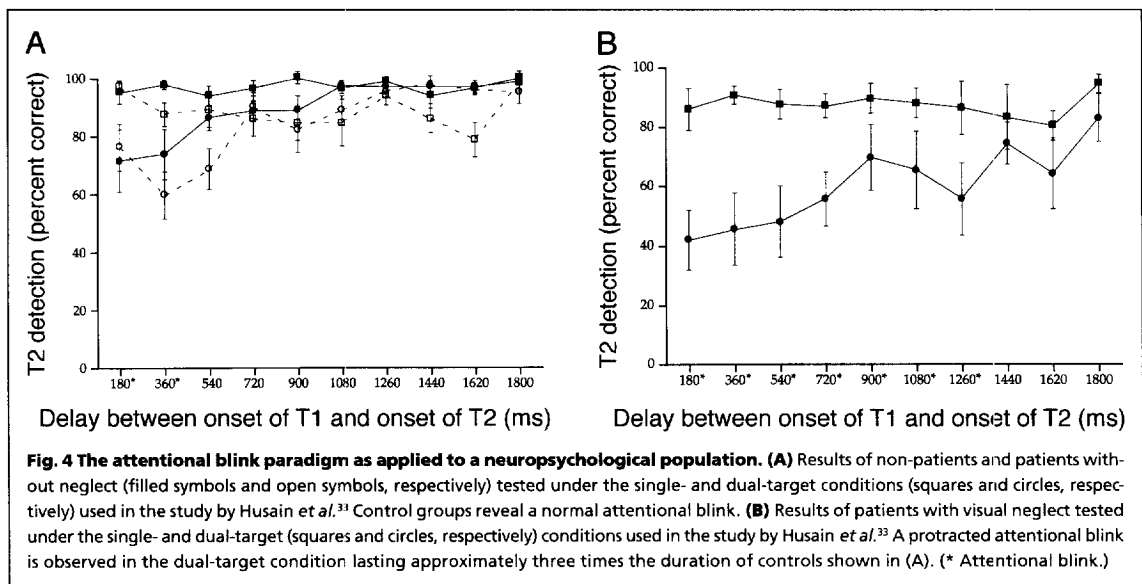 A
T2 detection (percent correct)
100
80
60
40
20
0
180* 360* 540 720 900 1080 1260 1440 1620 1800
Delay between onset of T1 and onset of T2 (ms)
B
T2 detection (percent correct)
100
80
60
40
20
0
180* 360* 540* 720* 900* 1080* 1260* 1440 1620 1800
Delay between onset of T1 and onset of T2 (ms)
Fig. 4 The attentional blink paradigm as applied to a neuropsychological population. (A) Results of non-patients and patients with-
out neglect (filled symbols and open symbols, respectively) tested under the single- and dual-target conditions (squares and circles, respec-
tively) used in the study by Husain et al.33 Control groups reveal a normal attentional blink. (B) Results of patients with visual neglect tested
under the single- and dual-target (squares and circles, respectively) conditions used in the study by Husain et al.33 A protracted attentional blink
is observed in the dual-target condition lasting approximately three times the duration of controls shown in (A). (* Attentional blink.)